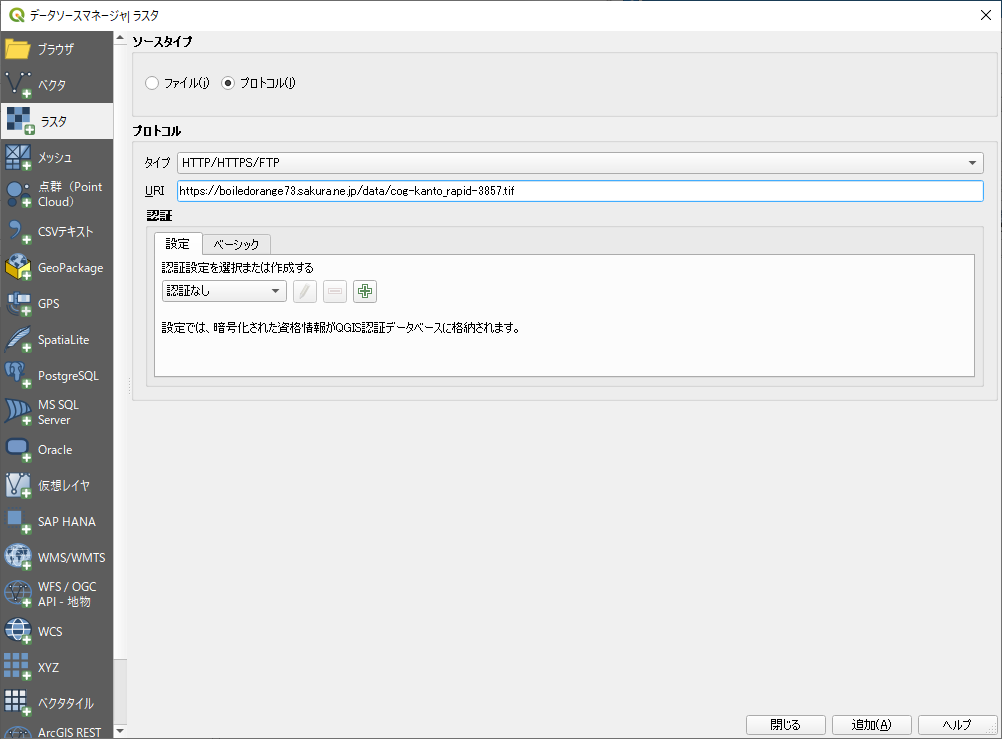 データソースマネージャ | ラスタ
ブラウザ
ベクタ
ラスタ
メッシュ
点群（Point
Cloud）
CSVテキスト
GeoPackage
GPS
SpatiaLite
PostgreSQL
MS SQL
Server
Oracle
仮想レイヤ
SAP HANA
WMS/WMTS
WFS / OGC
API - 地物
WCS
XYZ
ベクタタイル
ArcGIS REST
ソースタイプ
ファイル(i) プロトコル(l)
プロトコル
タイプ HTTP/HTTPS/FTP
URI https://boiledorange73.sakura.ne.jp/data/cog-kanto_rapid-3857.tif
認証
設定 ベーシック
認証設定を選択または作成する
認証なし
設定では、暗号化された資格情報がQGIS認証データベースに格納されます。
閉じる 追加(A) ヘルプ